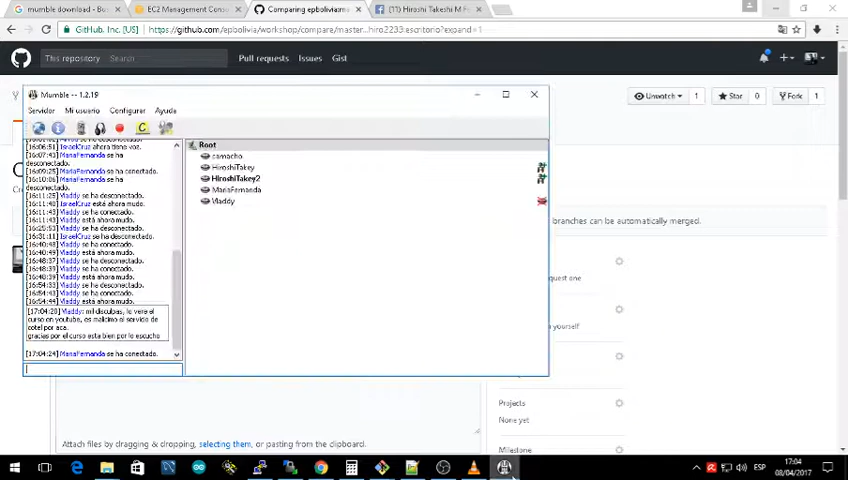 mumble download - Bus
EC2 Management Cons
Comparing epbolivia/ws
(11) Hiroshi Takeshi M F
GitHub, Inc. [US]
https://github.com/epbolivia/workshop/compare/master...hiro2233:escritorio?expand=1
This repository
Search
Pull requests
Issues
Gist
Mumble -- 1.2.19
Unwatch
1
Star
0
Fork
1
Servidor
Mi usuario
Configurar
Ayuda
desconectado.
[16:06:51] IsraelCruz ahora tiene voz.
[16:07:43] MariaFernanda se ha
desconectado.
[16:09:25] MariaFernanda se ha conectado.
[16:10:06] MariaFernanda se ha
desconectado.
[16:11:25] Vladdy se ha desconectado.
[16:11:40] IsraelCruz está ahora mudo.
[16:11:43] Vladdy se ha conectado.
[16:11:43] Vladdy está ahora mudo.
[16:25:53] Vladdy se ha desconectado.
[16:31:11] IsraelCruz se ha desconectado.
[16:40:48] Vladdy se ha conectado.
[16:40:49] Vladdy está ahora mudo.
[16:48:37] Vladdy se ha desconectado.
[16:48:39] Vladdy se ha conectado.
[16:48:39] Vladdy está ahora mudo.
[16:54:33] Vladdy se ha desconectado.
[16:54:43] Vladdy se ha conectado.
[16:54:44] Vladdy está ahora mudo.
[17:04:20] Vladdy: mil disculpas, lo vere el
curso en youtube, es malicimo el servido de
cotel por aca.
gracias por el curso esta bien por lo escucho
[17:04:24] MariaFernanda se ha conectado.
Root
camacho
HiroshiTakey
HiroshiTakey2
MariaFernanda
Vladdy
branches can be automatically merged.
quest one
n yourself
Projects
None yet
Milestone
Attach files by dragging & dropping, selecting them, or pasting from the clipboard.
ESP
17:04
08/04/2017